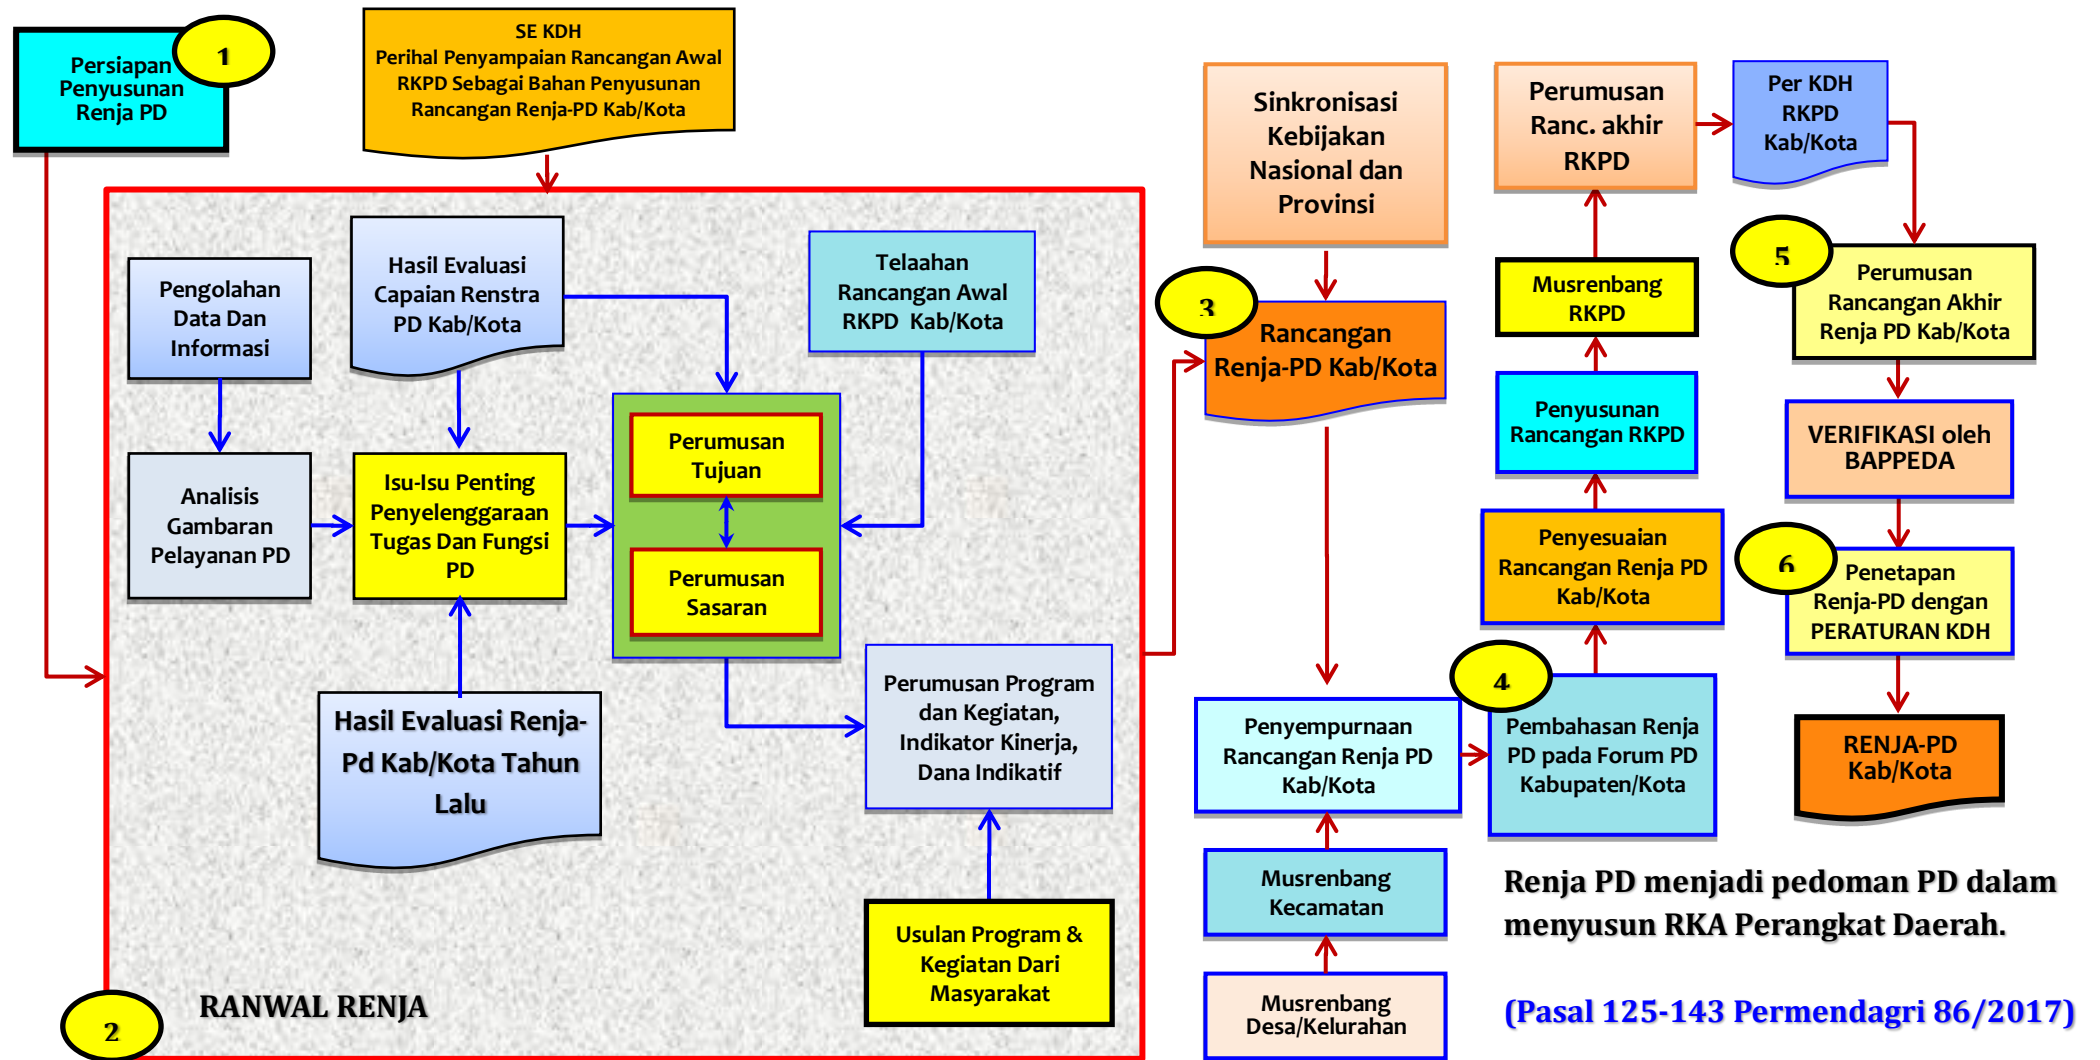 1
Persiapan
Penyusunan
Renja PD
SE KDH
Perihal Penyampaian Rancangan Awal
RKPD Sebagai Bahan Penyusunan
Rancangan Renja-PD Kab/Kota
Pengolahan
Data Dan
Informasi
Hasil Evaluasi
Capaian Renstra
PD Kab/Kota
Telaahan
Rancangan Awal
RKPD Kab/Kota
Analisis
Gambaran
Pelayanan PD
Isu-Isu Penting
Penyelenggaraan
Tugas Dan Fungsi
PD
Perumusan
Tujuan
Perumusan
Sasaran
Hasil Evaluasi Renja-
Pd Kab/Kota Tahun
Lalu
Perumusan Program
dan Kegiatan,
Indikator Kinerja,
Dana Indikatif
Usulan Program &
Kegiatan Dari
Masyarakat
2
RANWAL RENJA
Sinkronisasi
Kebijakan
Nasional dan
Provinsi
3
Rancangan
Renja-PD Kab/Kota
Penyempurnaan
Rancangan Renja PD
Kab/Kota
Musrenbang
Kecamatan
Musrenbang
Desa/Kelurahan
4
Pembahasan Renja
PD pada Forum PD
Kabupaten/Kota
Penyesuaian
Rancangan Renja PD
Kab/Kota
Penyusunan
Rancangan RKPD
Musrenbang
RKPD
Perumusan
Ranc. akhir
RKPD
Per KDH
RKPD
Kab/Kota
5
Perumusan
Rancangan Akhir
Renja PD Kab/Kota
VERIFIKASI oleh
BAPPEDA
6
Penetapan
Renja-PD dengan
PERATURAN KDH
RENJA-PD
Kab/Kota
Renja PD menjadi pedoman PD dalam
menyusun RKA Perangkat Daerah.
(Pasal 125-143 Permendagri 86/2017)